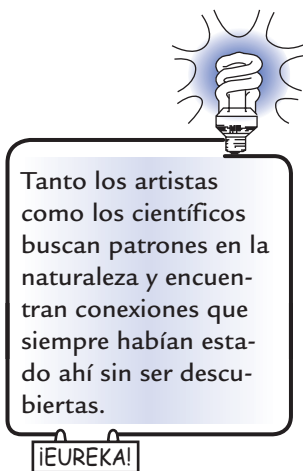 Tanto los artistas
como los científicos
buscan patrones en la
naturaleza y encuen-
tran conexiones que
siempre habían esta-
do ahí sin ser descu-
biertas.
¡EUREKA!